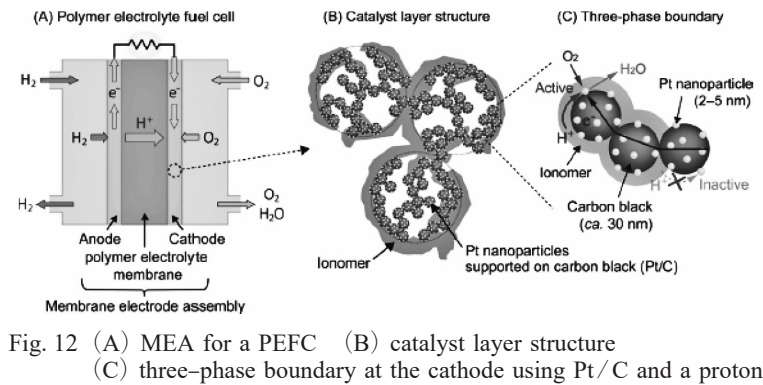 (A) Polymer electrolyte fuel cell
H₂
O₂
e⁻
e⁻
H⁺
H₂
O₂
H₂
O₂
H₂O
Anode
Cathode
polymer electrolyte
membrane
Membrane electrode assembly
(B) Catalyst layer structure
Ionomer
Pt nanoparticles
supported on carbon black (Pt/C)
(C) Three-phase boundary
O₂
H₂O
Active
Pt nanoparticle
(2–5 nm)
e⁻
H⁺
Ionomer
H⁺
X
Inactive
Carbon black
(ca. 30 nm)
Fig. 12 (A) MEA for a PEFC (B) catalyst layer structure
(C) three–phase boundary at the cathode using Pt/C and a proton